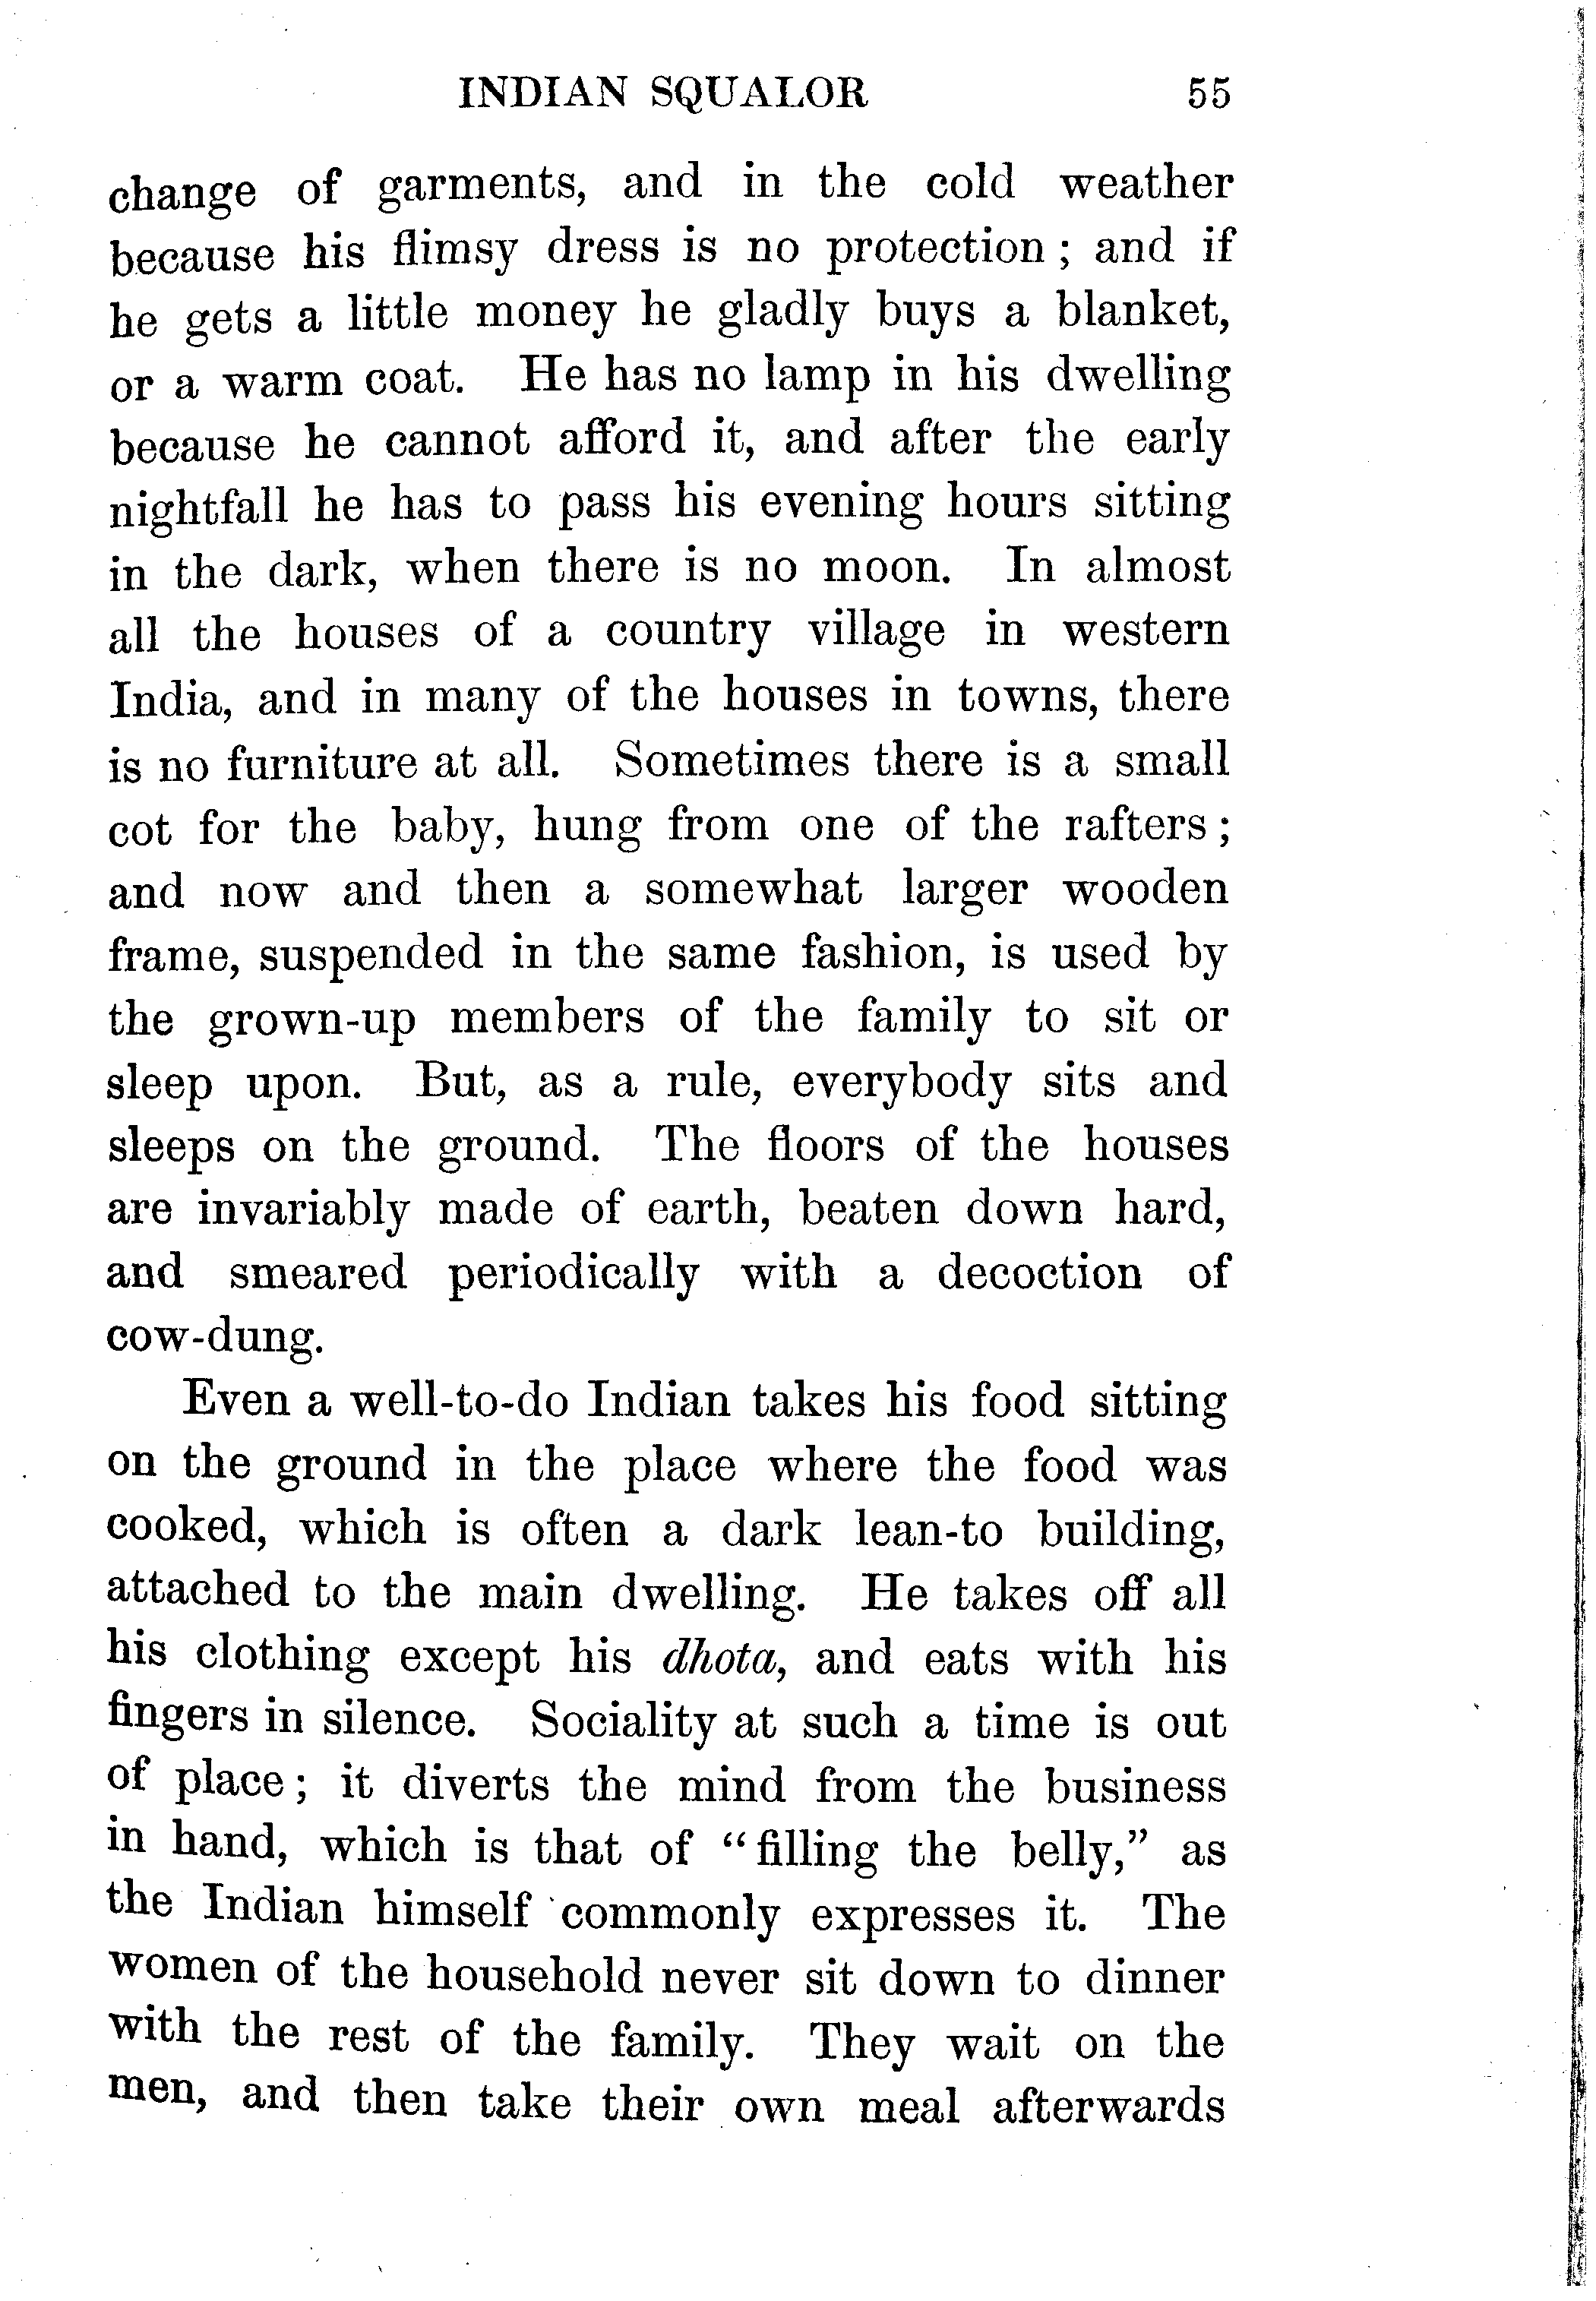 INDIAN SQUALOR 55
change of garments, and in the cold weather
because his flimsy dress is no protection ; and if
he gets a little money he gladly buys a blanket,
or a warm coat. He has no lamp in his dwelling
because he cannot afford it, and after the early
nightfall he has to pass his evening hours sitting
in the dark, when there is no moon. In almost
all the houses of a country village in western
India, and in many of the houses in towns, there
is no furniture at all. Sometimes there is a small
cot for the baby, hung from one of the rafters ;
and now and then a somewhat larger wooden
frame, suspended in the same fashion, is used by
the grown-up members of the family to sit or
sleep upon. But, as a rule, everybody sits and
sleeps on the ground. The floors of the houses
are invariably made of earth, beaten down hard,
and smeared periodically with a decoction of
cow-dung.
Even a well-to-do Indian takes his food sitting
on the ground in the place where the food was
cooked, which is often a dark lean-to building,
attached to the main dwelling. He takes off all
his clothing except his dhota, and eats with his
fingers in silence. Sociality at such a time is out
of place ; it diverts the mind from the business
in hand, which is that of “filling the belly,” as
the Indian himself commonly expresses it. The
women of the household never sit down to dinner
with the rest of the family. They wait on the
men, and then take their own meal afterwards